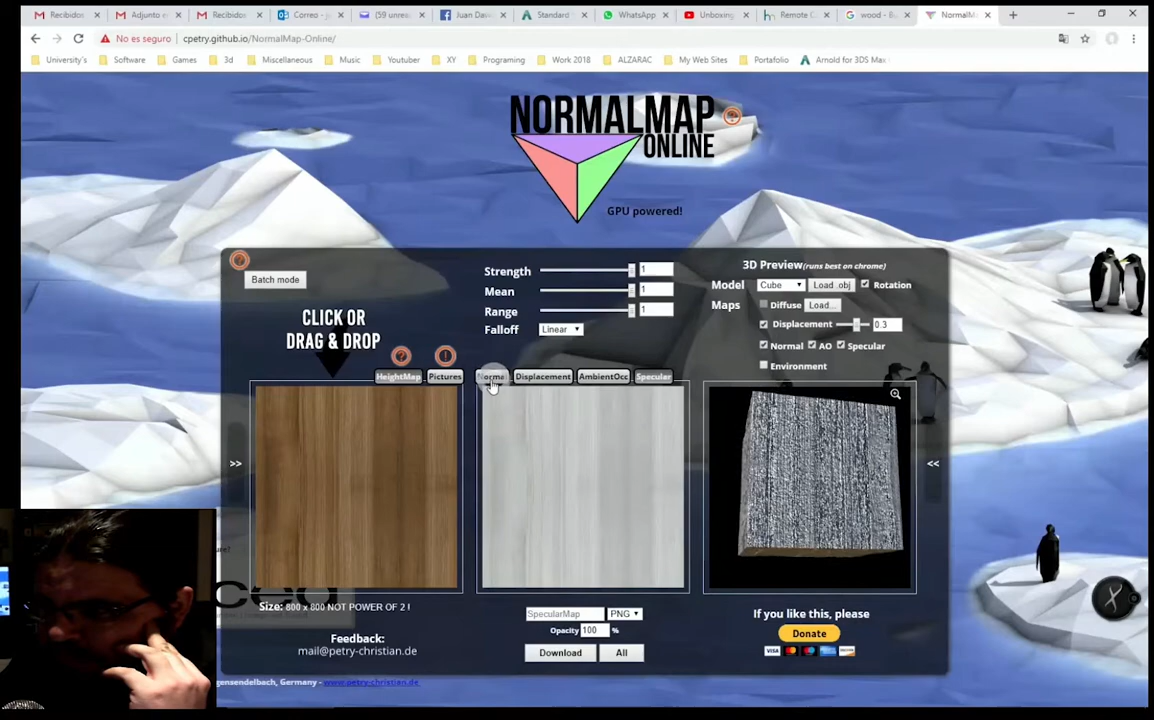 Recibidos
Adjunto e
Recibidos
Correo -
(59 unre
Juan Dav
Standard
WhatsApp
Unboxing
Remote C
wood - B
NormalM
No es seguro
cpetry.github.io/NormalMap-Online/
University´s
Software
Games
3d
Miscellaneous
Music
Youtuber
XY
Programing
Work 2018
ALZARAC
My Web Sites
Portafolio
Arnold for 3DS Max
NORMALMAP
ONLINE
GPU powered!
Batch mode
CLICK OR
DRAG & DROP
HeightMap
Pictures
>>
Size: 800 x 800 NOT POWER OF 2 !
Feedback:
mail@petry-christian.de
Strength 1
Mean 1
Range 1
Falloff Linear
Norma
Displacement
AmbientOcc
Specular
SpecularMap PNG
Opacity 100 %
Download All
3D Preview(runs best on chrome)
Model Cube Load .obj Rotation
Maps Diffuse Load...
Displacement 0.3
Normal AO Specular
Environment
<<
If you like this, please
Donate
VISA
gensendelbach, Germany - www.petry-christian.de